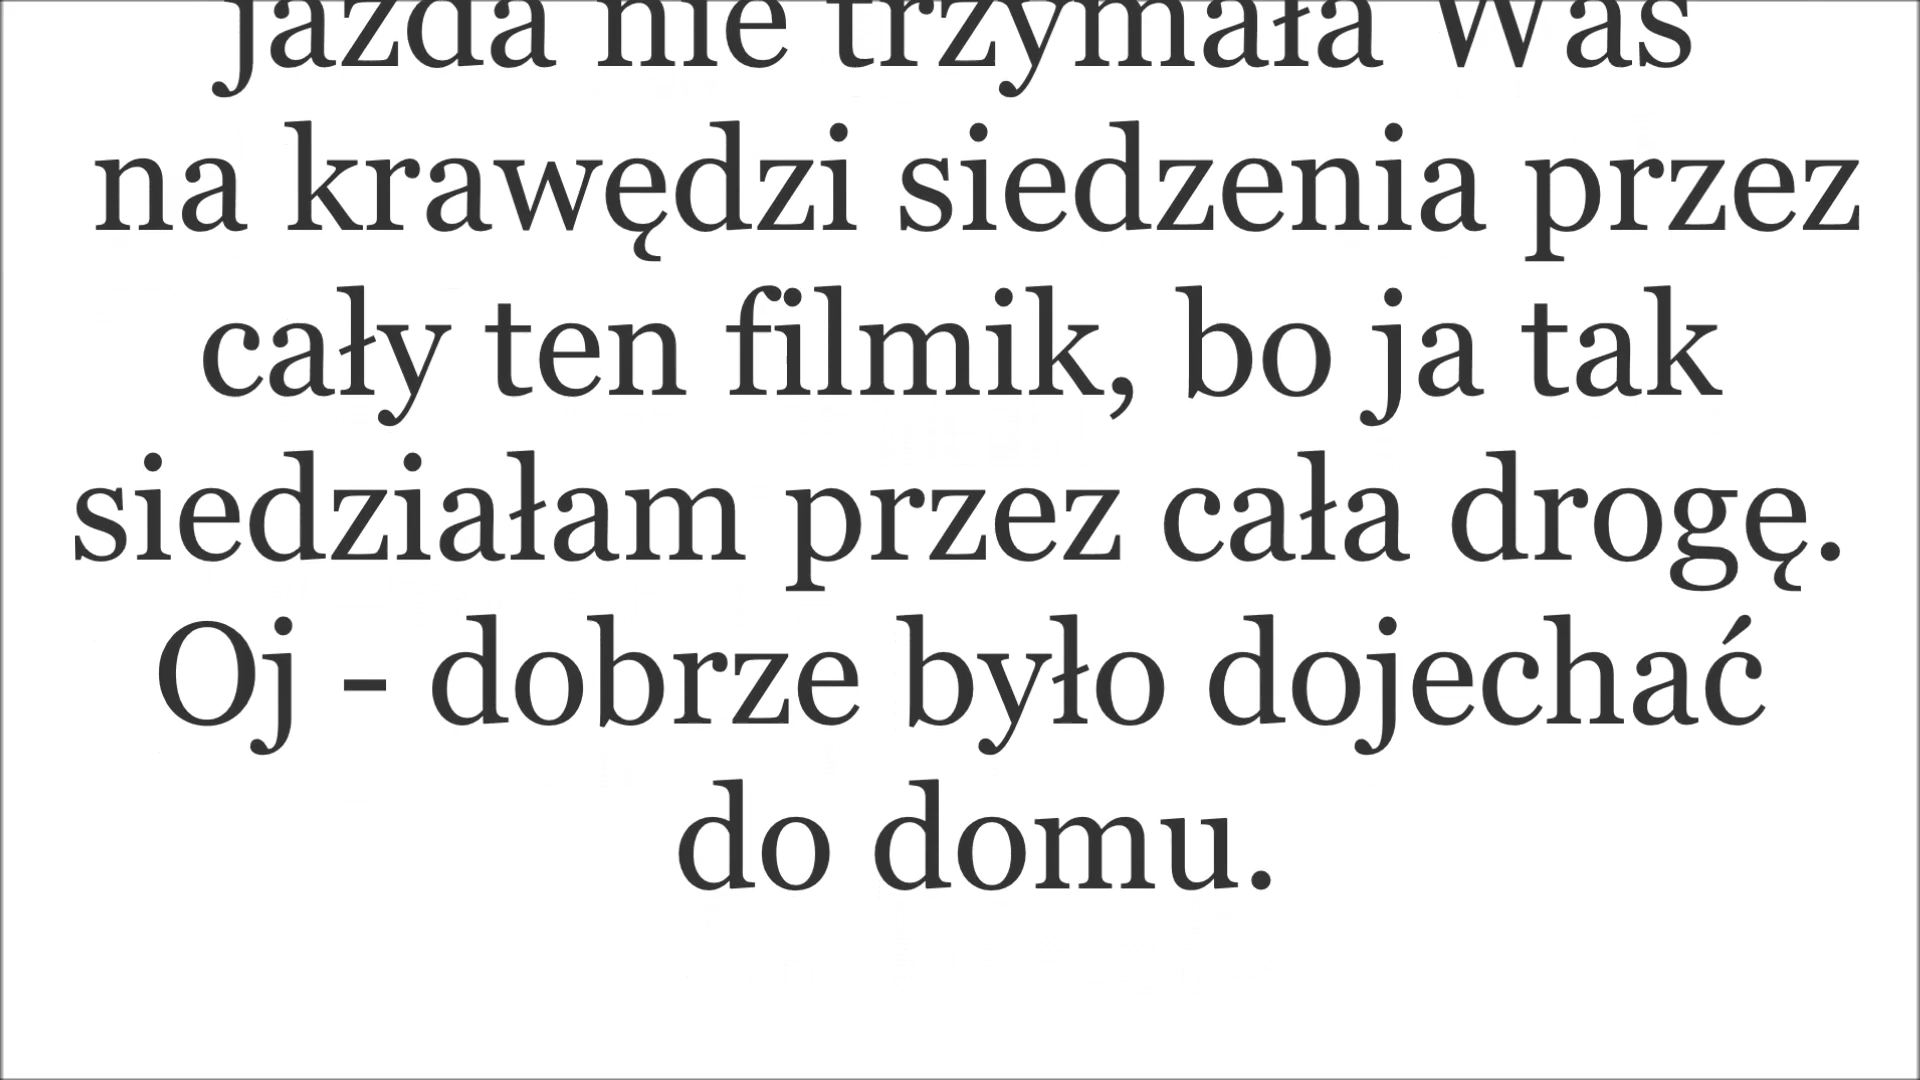 jazda nie trzymała Was
na krawędzi siedzenia przez
cały ten filmik, bo ja tak
siedziałam przez cała drogę.
Oj - dobrze było dojechać
do domu.